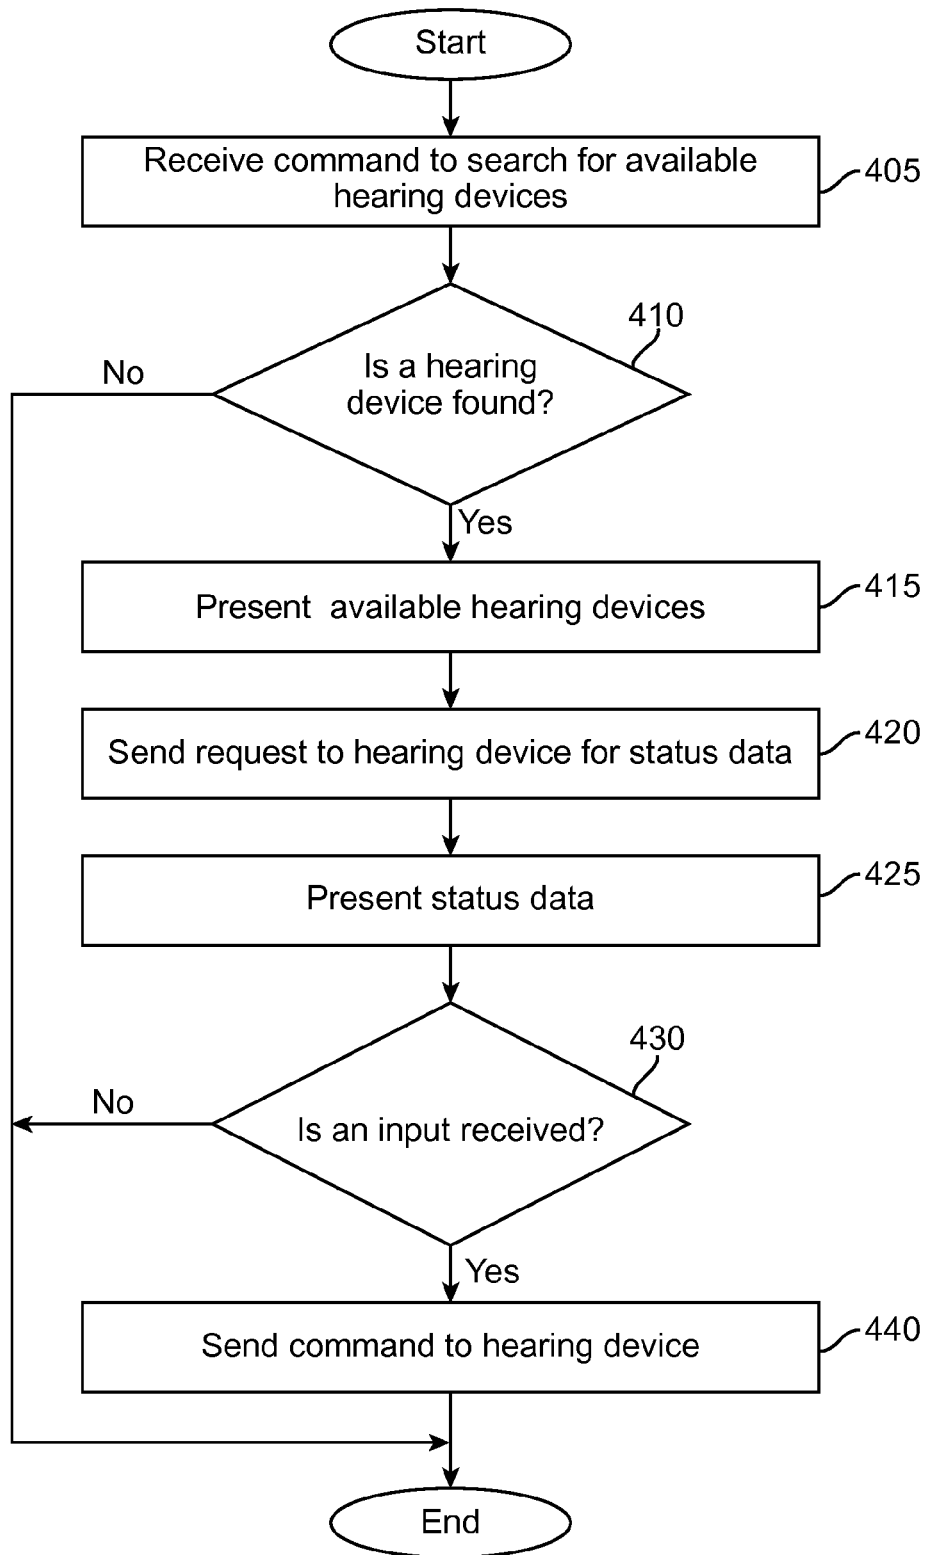 Start
Receive command to search for available
hearing devices
405
410
Is a hearing
device found?
No
Yes
Present available hearing devices
415
Send request to hearing device for status data
420
Present status data
425
430
Is an input received?
No
Yes
Send command to hearing device
440
End